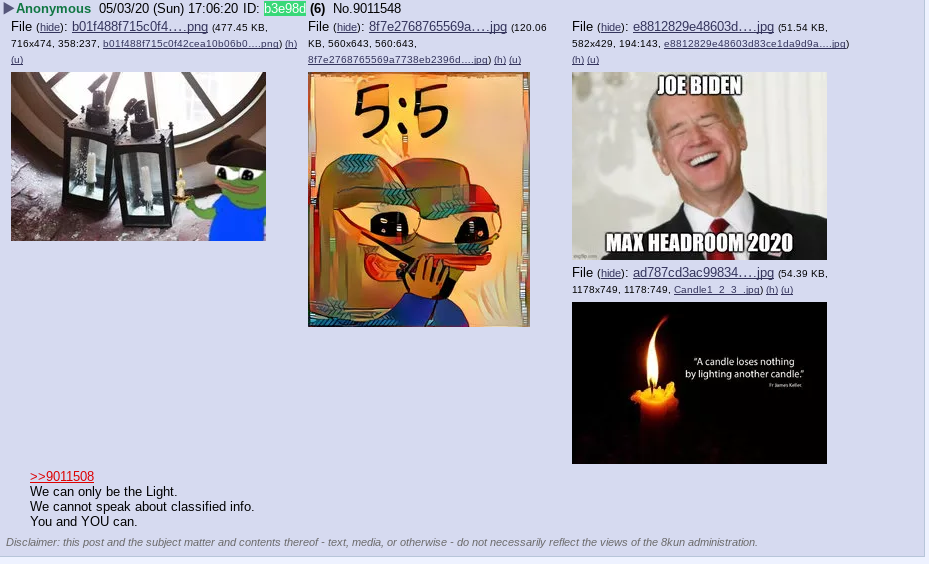 ▶Anonymous 05/03/20 (Sun) 17:06:20 ID: b3e98d (6) No.9011548
File (hide): b01f488f715c0f4….png (477.45 KB,
716x474, 358:237, b01f488f715c0f42cea10b06b0….png) (h)
(u)
File (hide): 8f7e2768765569a….jpg (120.06
KB, 560x643, 560:643,
8f7e2768765569a7738eb2396d….jpg) (h) (u)
5:5
File (hide): e8812829e48603d….jpg (51.54 KB,
582x429, 194:143, e8812829e48603d83ce1da9d9a….jpg)
(h) (u)
JOE BIDEN
MAX HEADROOM 2020
imgflip.com
File (hide): ad787cd3ac99834….jpg (54.39 KB,
1178x749, 1178:749, Candle1_2_3_.jpg) (h) (u)
“A candle loses nothing
by lighting another candle.”
Fr James Keller
>>9011508
We can only be the Light.
We cannot speak about classified info.
You and YOU can.
Disclaimer: this post and the subject matter and contents thereof - text, media, or otherwise - do not necessarily reflect the views of the 8kun administration.